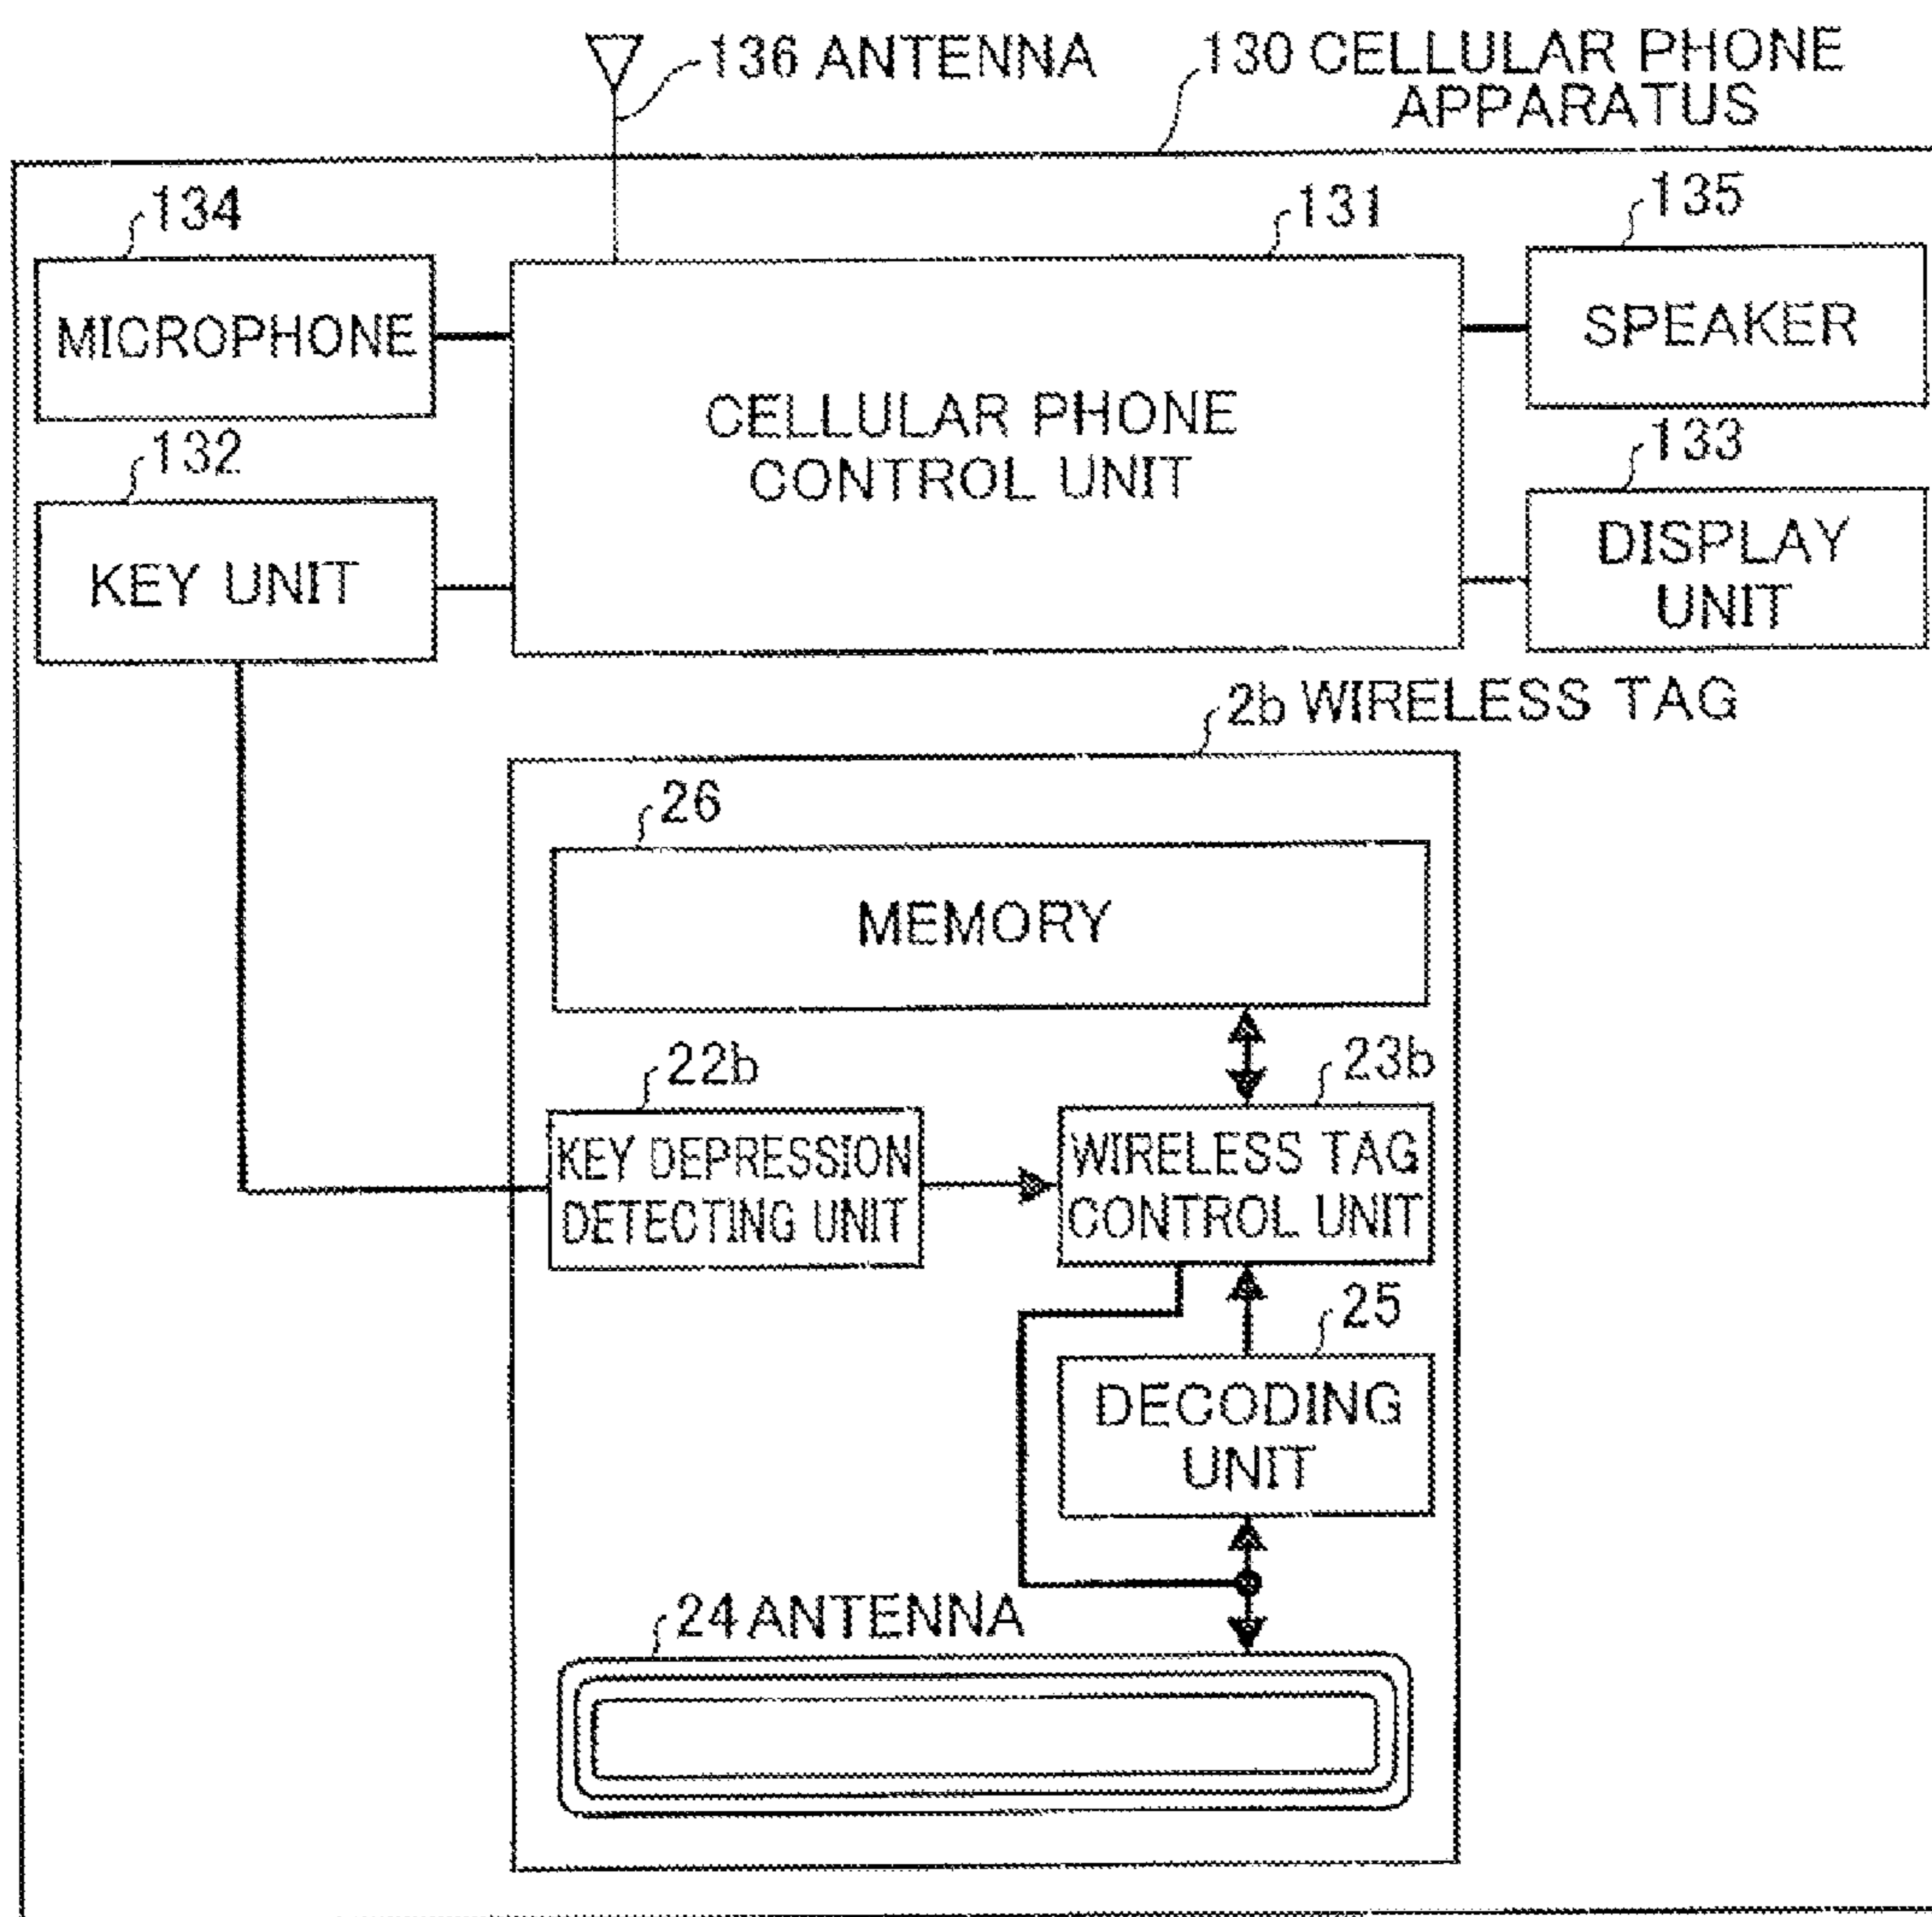 136 ANTENNA
130 CELLULAR PHONE
APPARATUS
134
131
135
MICROPHONE
CELLULAR PHONE
CONTROL UNIT
SPEAKER
132
133
KEY UNIT
DISPLAY
UNIT
2b WIRELESS TAG
26
MEMORY
22b
23b
KEY DEPRESSION
DETECTING UNIT
WIRELESS TAG
CONTROL UNIT
25
DECODING
UNIT
24 ANTENNA